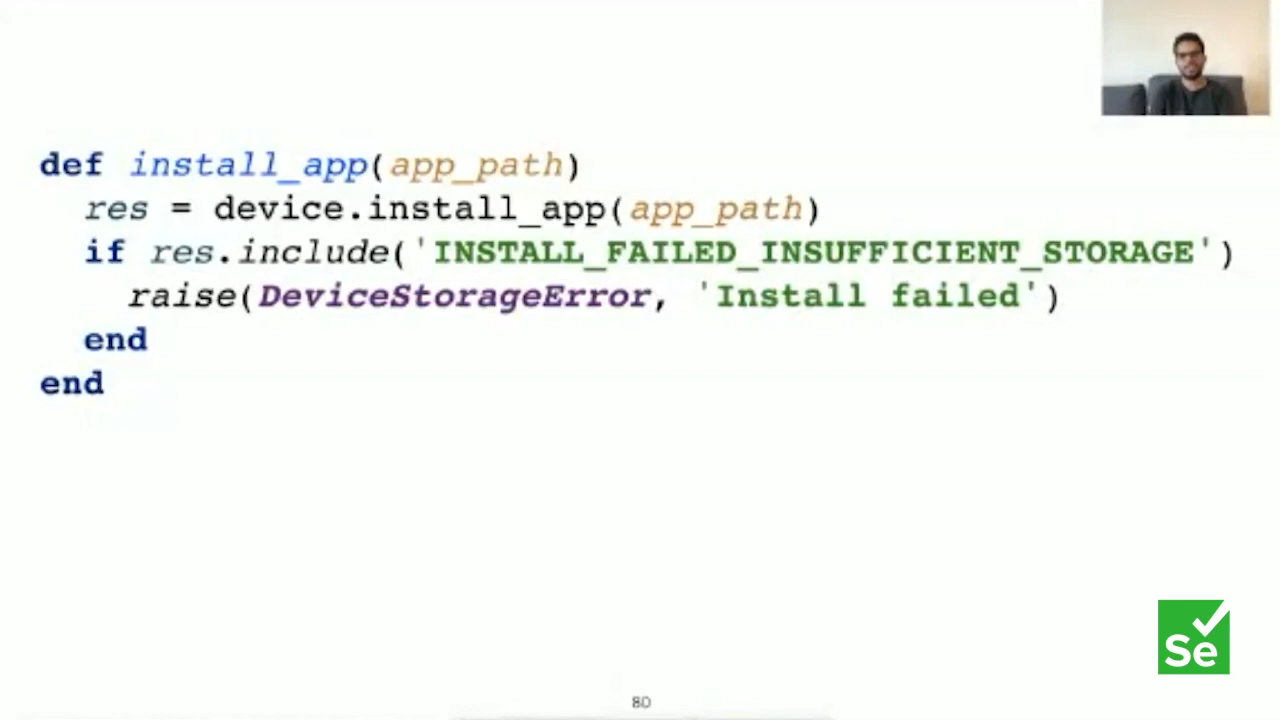 def install_app(app_path)
res = device.install_app(app_path)
if res.include('INSTALL_FAILED_INSUFFICIENT_STORAGE')
raise(DeviceStorageError, 'Install failed')
end
end
Se
80